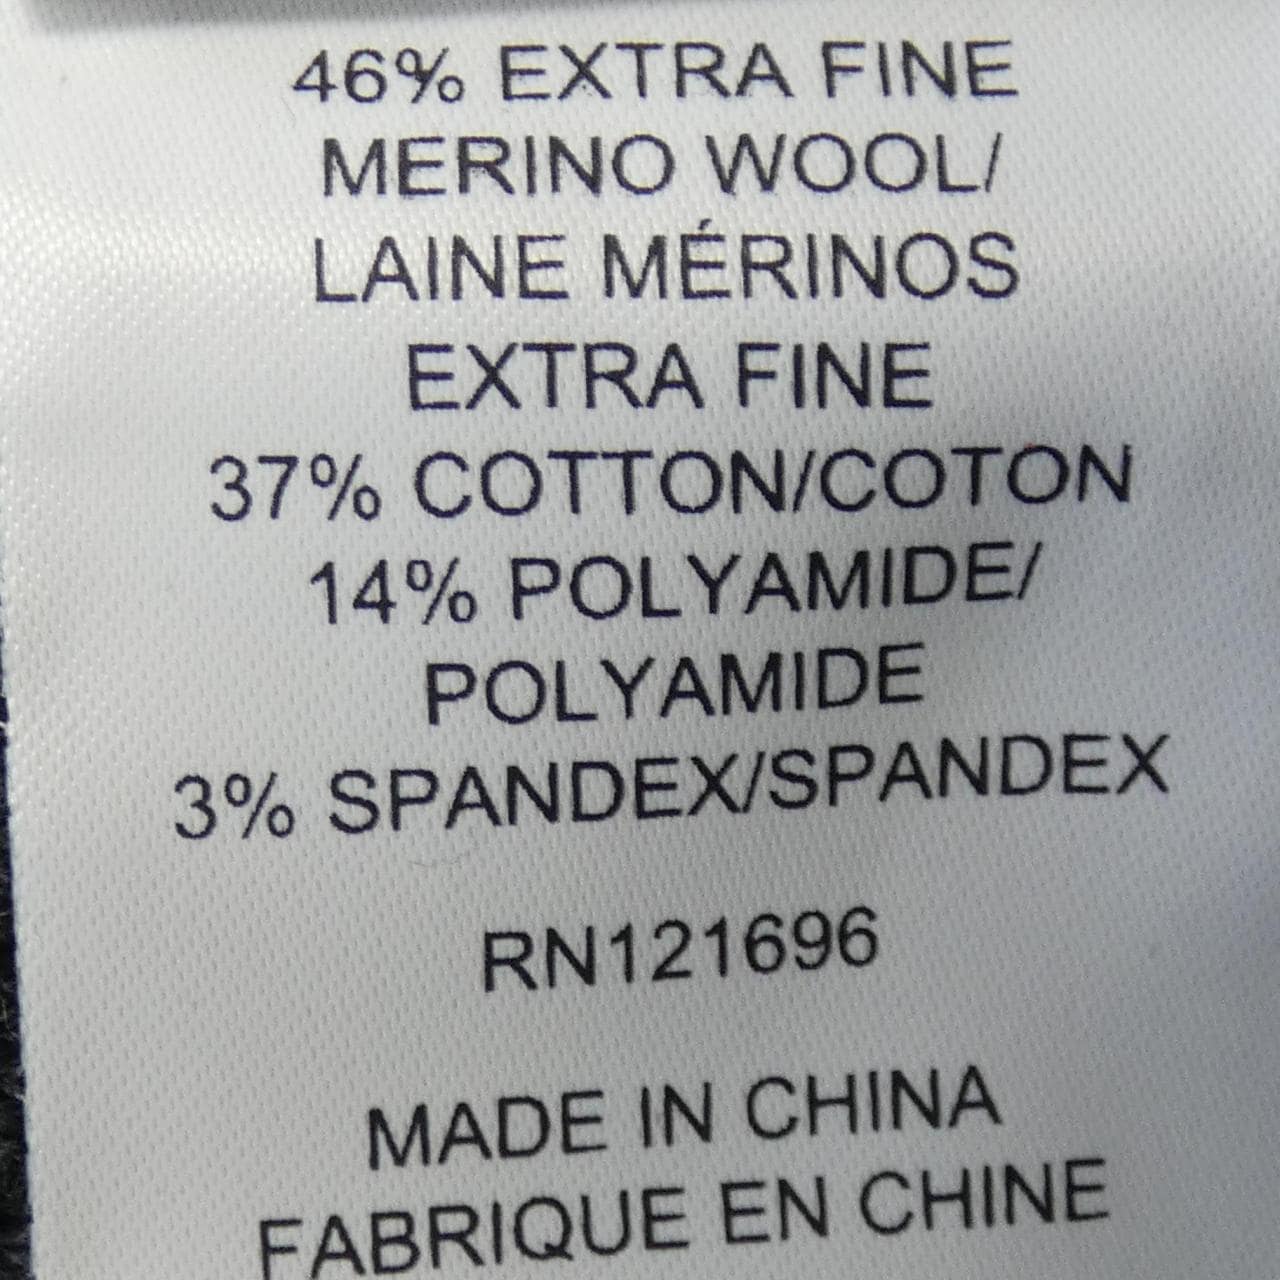 46% EXTRA FINE
MERINO WOOL/
LAINE MÉRINOS
EXTRA FINE
37% COTTON/COTON
14% POLYAMIDE/
POLYAMIDE
3% SPANDEX/SPANDEX
RN121696
MADE IN CHINA
FABRIQUE EN CHINE